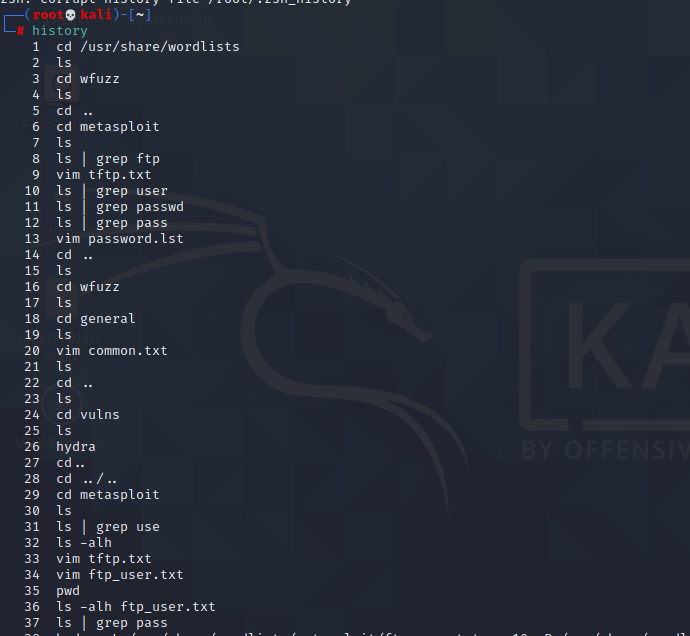 zsh: corrupt history file /root/.zsh_history
(root💀kali)-[~]
# history
1 cd /usr/share/wordlists
2 ls
3 cd wfuzz
4 ls
5 cd ..
6 cd metasploit
7 ls
8 ls | grep ftp
9 vim tftp.txt
10 ls | grep user
11 ls | grep passwd
12 ls | grep pass
13 vim password.lst
14 cd ..
15 ls
16 cd wfuzz
17 ls
18 cd general
19 ls
20 vim common.txt
21 ls
22 cd ..
23 ls
24 cd vulns
25 ls
26 hydra
27 cd..
28 cd ../..
29 cd metasploit
30 ls
31 ls | grep use
32 ls -alh
33 vim tftp.txt
34 vim ftp_user.txt
35 pwd
36 ls -alh ftp_user.txt
37 ls | grep pass
KA
BY OFFENSIV